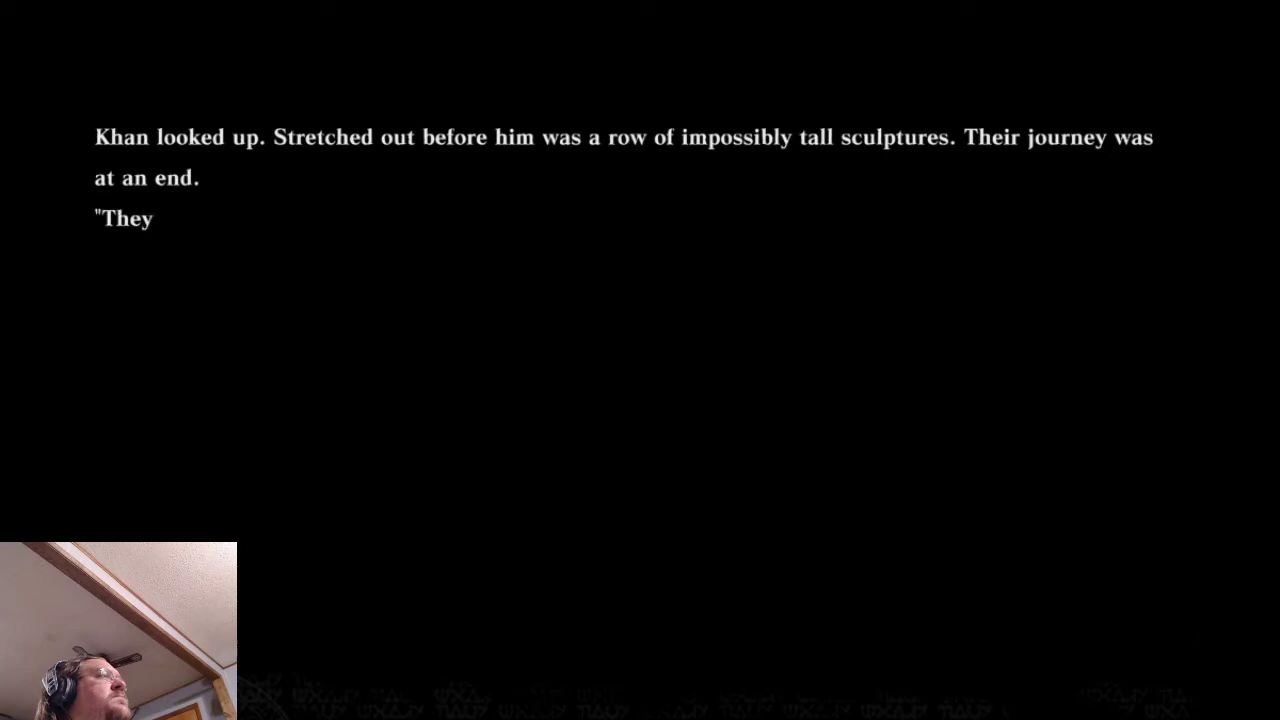 Khan looked up. Stretched out before him was a row of impossibly tall sculptures. Their journey was
at an end.
"They